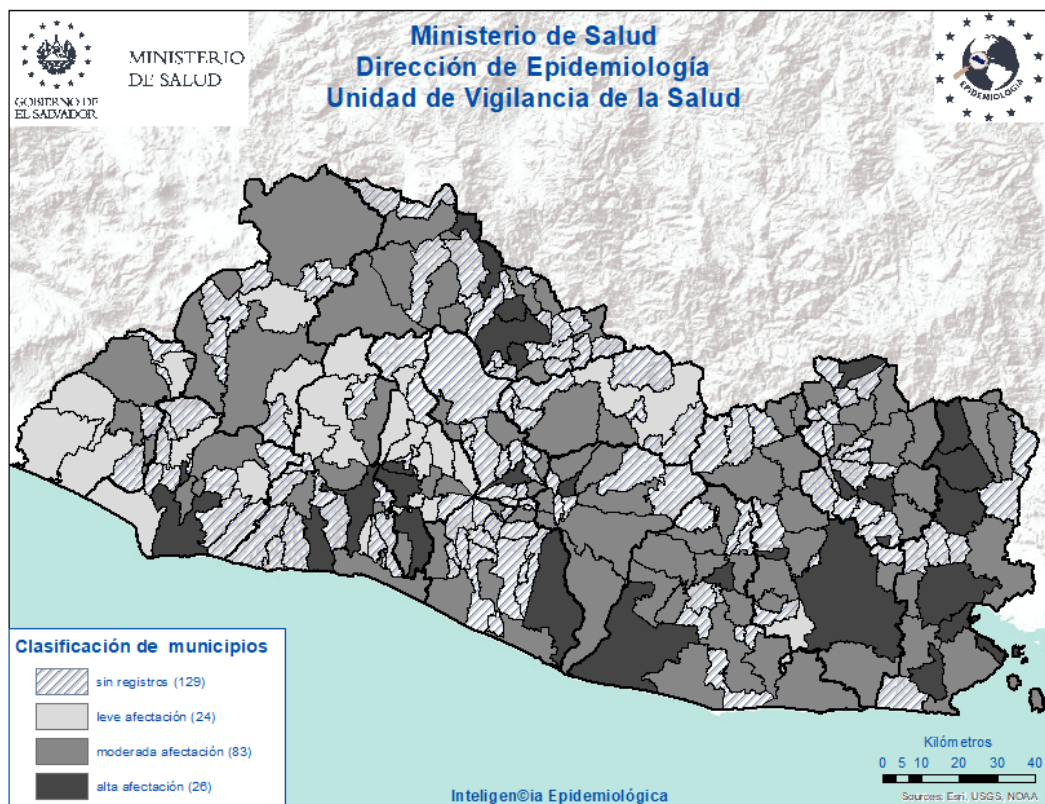 Ministerio de Salud
Dirección de Epidemiología
Unidad de Vigilancia de la Salud
MINISTERIO
DE SALUD
GOBIERNO DE
EL SALVADOR
EPIDEMIOLOGÍA
Clasificación de municipios
sin registros (129)
leve afectación (24)
moderada afectación (83)
alta afectación (26)
Kilómetros
0 5 10 20 30 40
Inteligen©ia Epidemiológica
Sources: Esri, USGS, NOAA